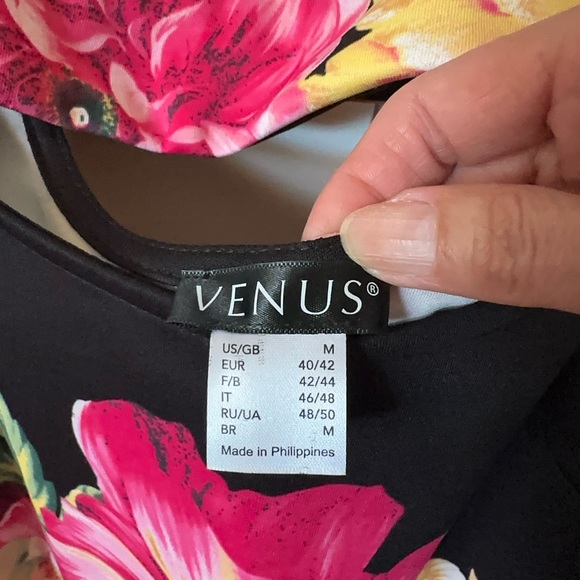 VENUS®
US/GB M
EUR 40/42
F/B 42/44
IT 46/48
RU/UA 48/50
BR M
Made in Philippines